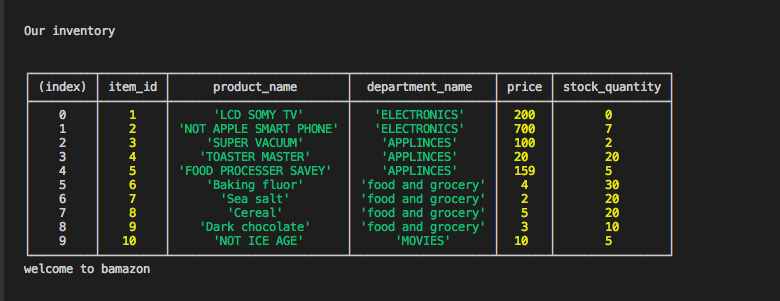 Our inventory
(index) item_id product_name department_name price stock_quantity
0 1 'LCD SOMY TV' 'ELECTRONICS' 200 0
1 2 'NOT APPLE SMART PHONE' 'ELECTRONICS' 700 7
2 3 'SUPER VACUUM' 'APPLINCES' 100 2
3 4 'TOASTER MASTER' 'APPLINCES' 20 20
4 5 'FOOD PROCESSER SAVEY' 'APPLINCES' 159 5
5 6 'Baking fluor' 'food and grocery' 4 30
6 7 'Sea salt' 'food and grocery' 2 20
7 8 'Cereal' 'food and grocery' 5 20
8 9 'Dark chocolate' 'food and grocery' 3 10
9 10 'NOT ICE AGE' 'MOVIES' 10 5
welcome to bamazon